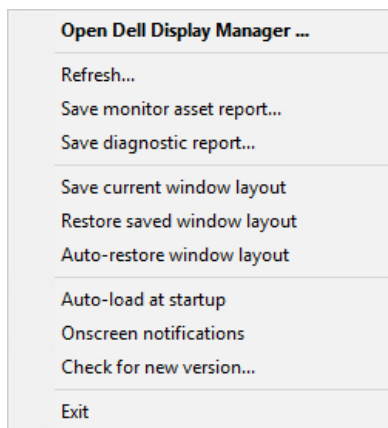 Open Dell Display Manager ...
Refresh...
Save monitor asset report...
Save diagnostic report...
Save current window layout
Restore saved window layout
Auto-restore window layout
Auto-load at startup
Onscreen notifications
Check for new version...
Exit